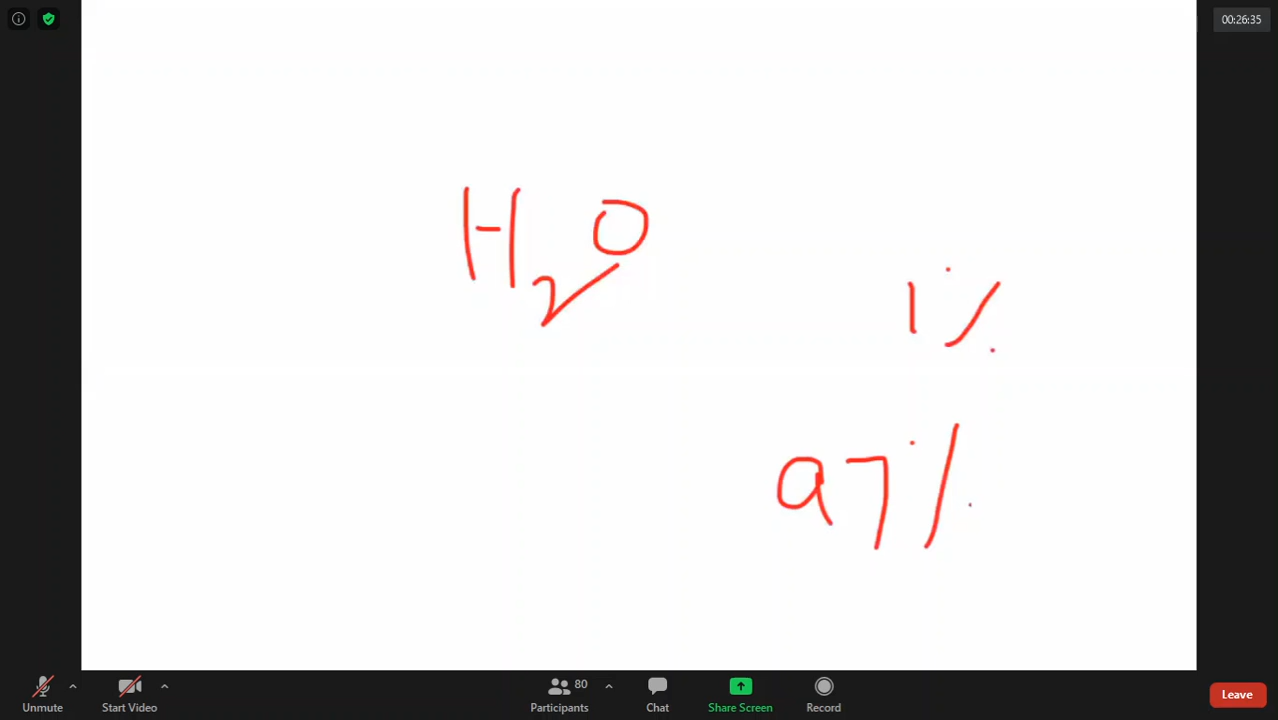 00:26:35
H2O
1%
97%
Unmute
Start Video
80
Participants
Chat
Share Screen
Record
Leave